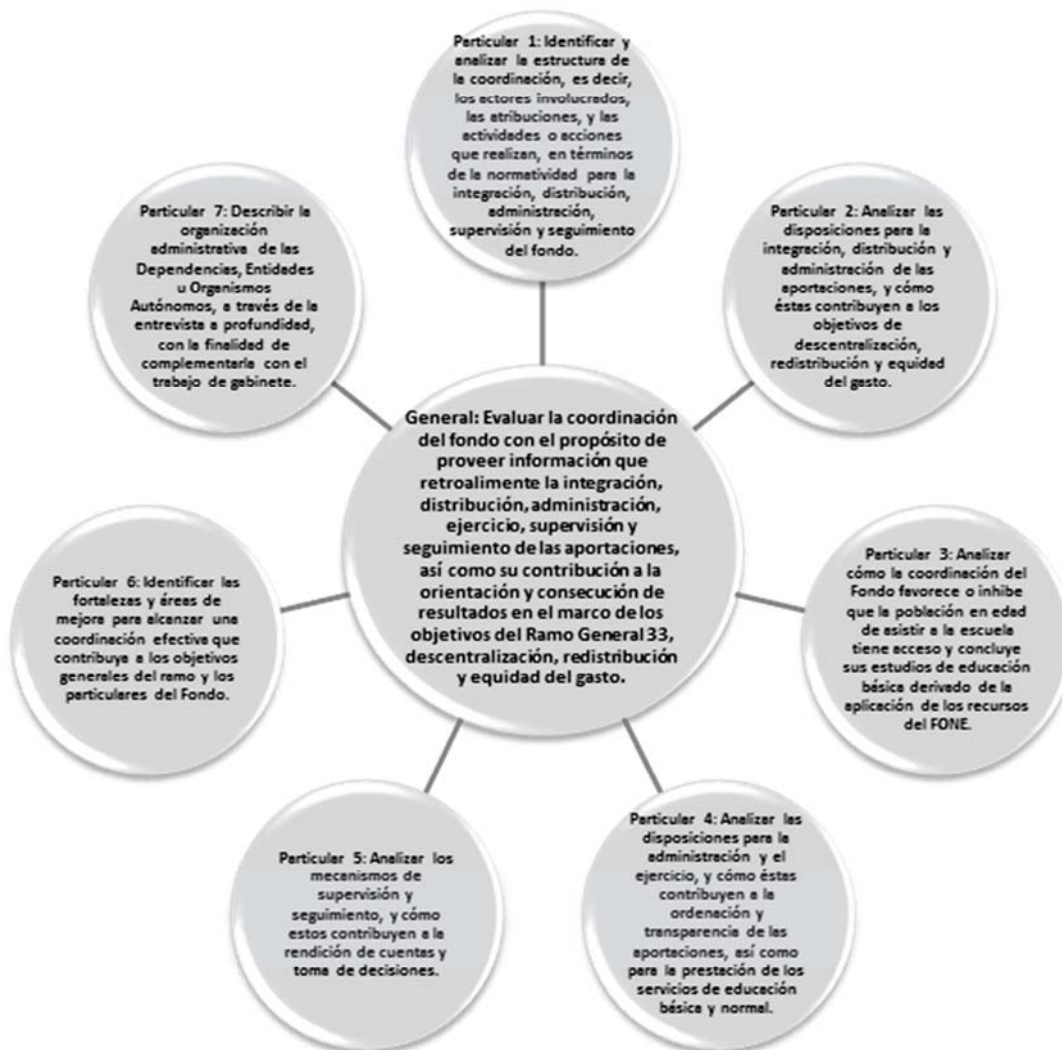 Particular 1: Identificar y
analizar la estructura de
la coordinación, es decir,
los actores involucrados,
las atribuciones, y las
actividades o acciones
que realizan, en términos
de la normatividad para la
integración, distribución,
administración,
supervisión y seguimiento
del fondo.
Particular 2: Analizar las
disposiciones para la
integración, distribución y
administración de las
aportaciones, y cómo
éstas contribuyen a los
objetivos de
descentralización,
redistribución y equidad
del gasto.
Particular 3: Analizar
cómo la coordinación del
Fondo favorece o inhibe
que la población en edad
de asistir a la escuela
tiene acceso y concluye
sus estudios de educación
básica derivado de la
aplicación de los recursos
del FONE.
Particular 4: Analizar las
disposiciones para la
administración y el
ejercicio, y cómo éstas
contribuyen a la
ordenación y
transparencia de las
aportaciones, así como
para la prestación de los
servicios de educación
básica y normal.
Particular 5: Analizar los
mecanismos de
supervisión y
seguimiento, y cómo
estos contribuyen a la
rendición de cuentas y
toma de decisiones.
Particular 6: Identificar las
fortalezas y áreas de
mejora para alcanzar una
coordinación efectiva que
contribuya a los objetivos
generales del ramo y los
particulares del Fondo.
Particular 7: Describir la
organización
administrativa de las
Dependencias, Entidades
u Organismos
Autónomos, a través de la
entrevista a profundidad,
con la finalidad de
complementarla con el
trabajo de gabinete.
General: Evaluar la coordinación
del fondo con el propósito de
proveer información que
retroalimente la integración,
distribución, administración,
ejercicio, supervisión y
seguimiento de las aportaciones,
así como su contribución a la
orientación y consecución de
resultados en el marco de los
objetivos del Ramo General 33,
descentralización, redistribución
y equidad del gasto.